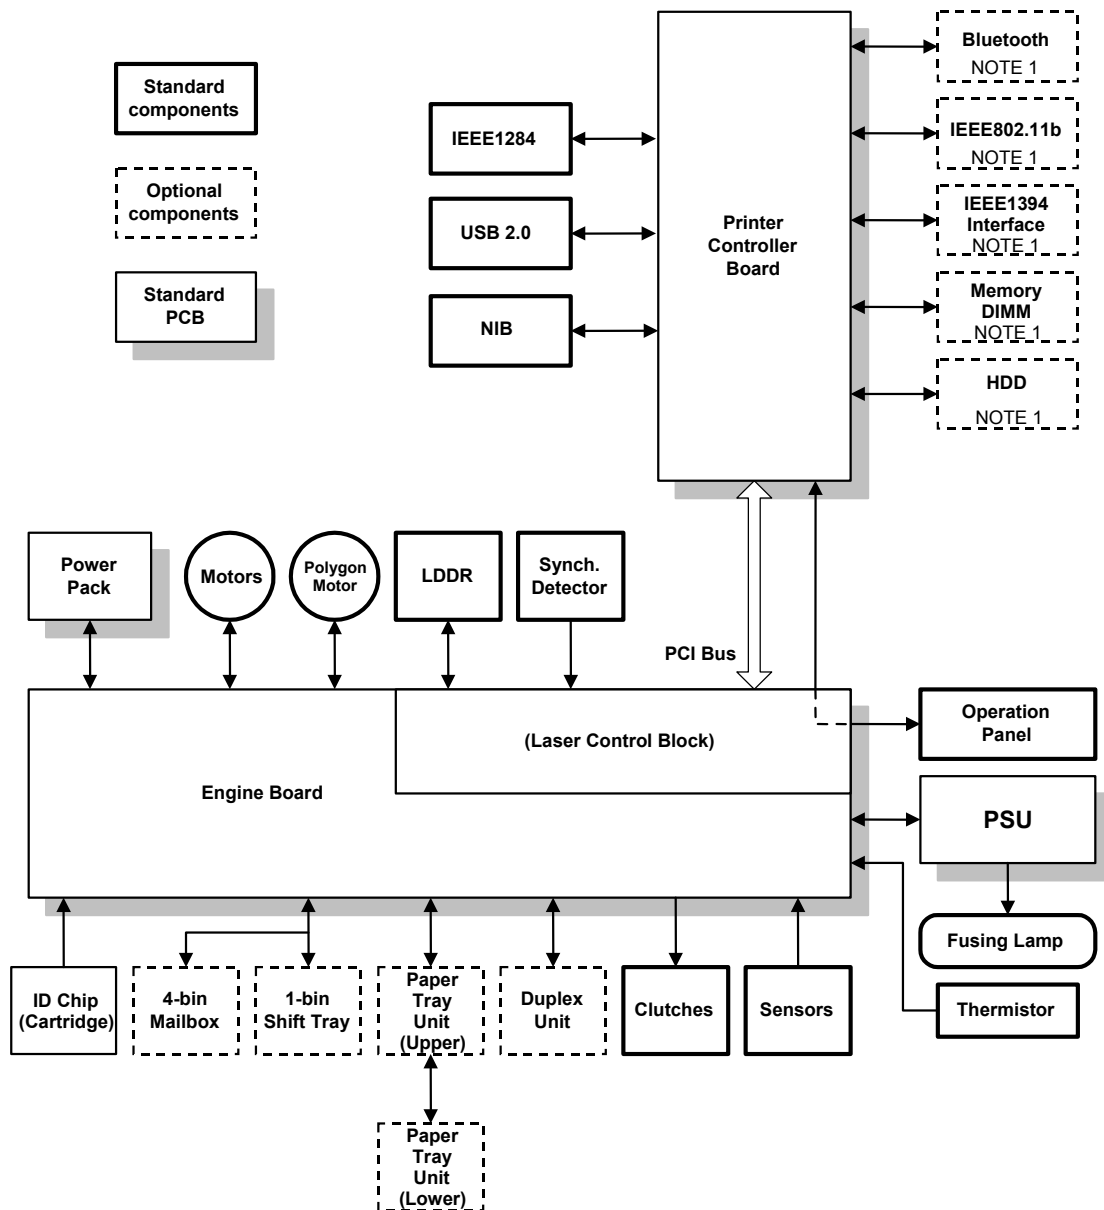 Standard
components
Optional
components
Standard
PCB
IEEE1284
USB 2.0
NIB
Printer
Controller
Board
Bluetooth
NOTE 1
IEEE802.11b
NOTE 1
IEEE1394
Interface
NOTE 1
Memory
DIMM
NOTE 1
HDD
NOTE 1
Power
Pack
Motors
Polygon
Motor
LDDR
Synch.
Detector
PCI Bus
(Laser Control Block)
Engine Board
Operation
Panel
PSU
Fusing Lamp
Thermistor
ID Chip
(Cartridge)
4-bin
Mailbox
1-bin
Shift Tray
Paper
Tray
Unit
(Upper)
Duplex
Unit
Clutches
Sensors
Paper
Tray
Unit
(Lower)